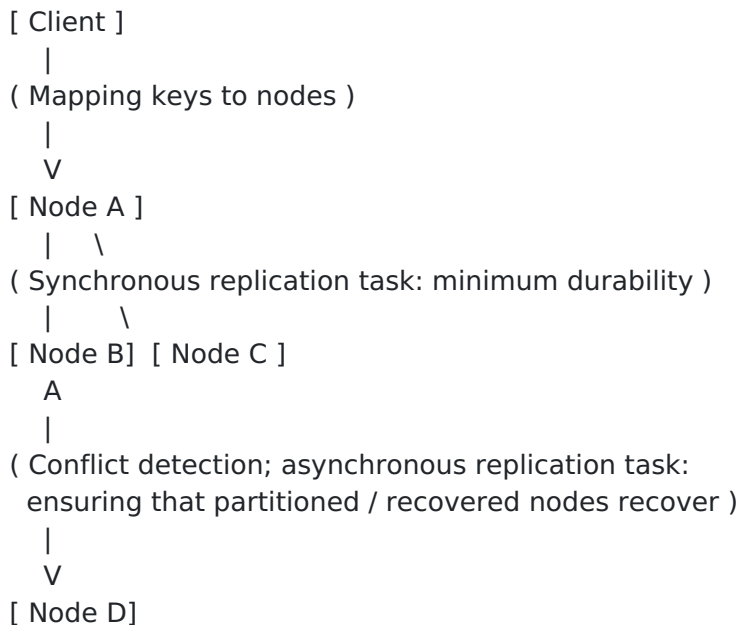 [ Client ]
|
( Mapping keys to nodes )
|
V
[ Node A ]
|    \
( Synchronous replication task: minimum durability )
|        \
[ Node B]  [ Node C ]
A
|
( Conflict detection; asynchronous replication task:
ensuring that partitioned / recovered nodes recover )
|
V
[ Node D]